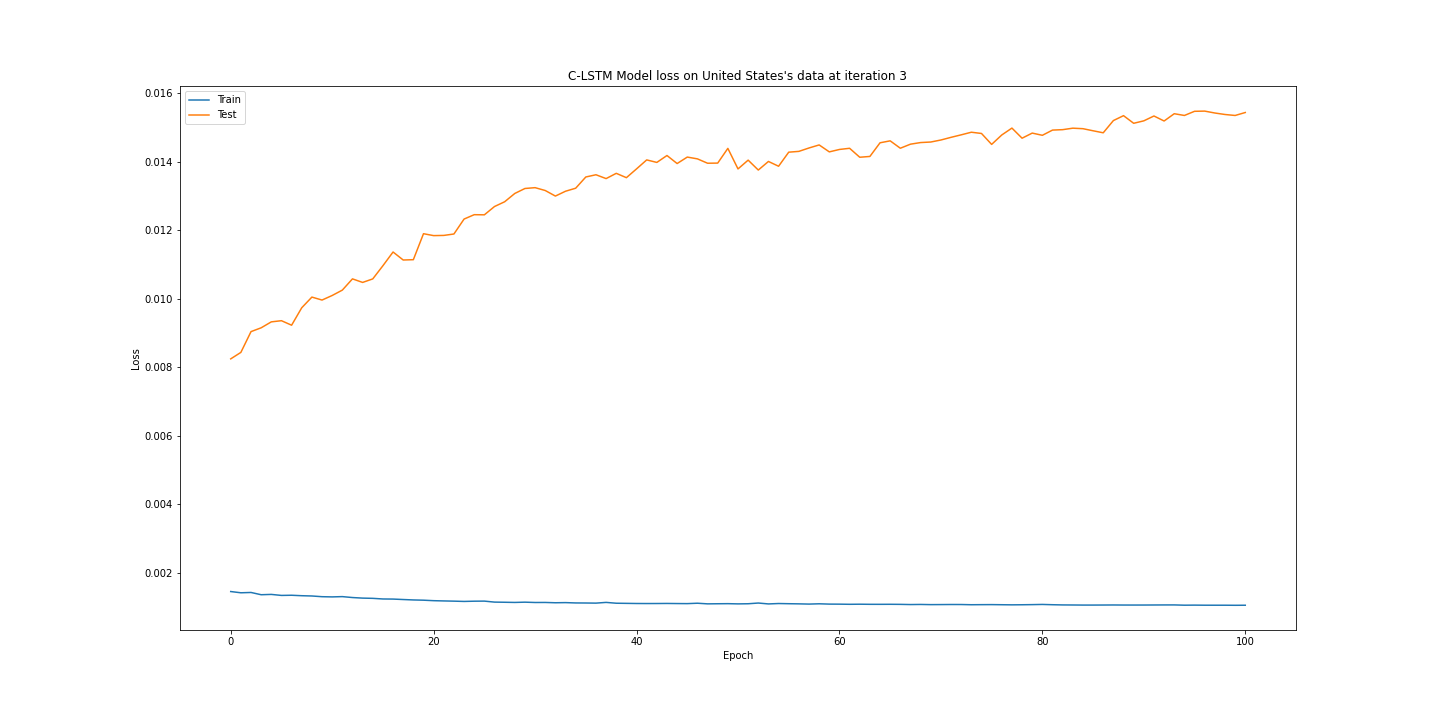 C-LSTM Model loss on United States's data at iteration 3
Train
Test
0.016
0.014
0.012
0.010
0.008
0.006
0.004
0.002
Loss
0 20 40 60 80 100
Epoch